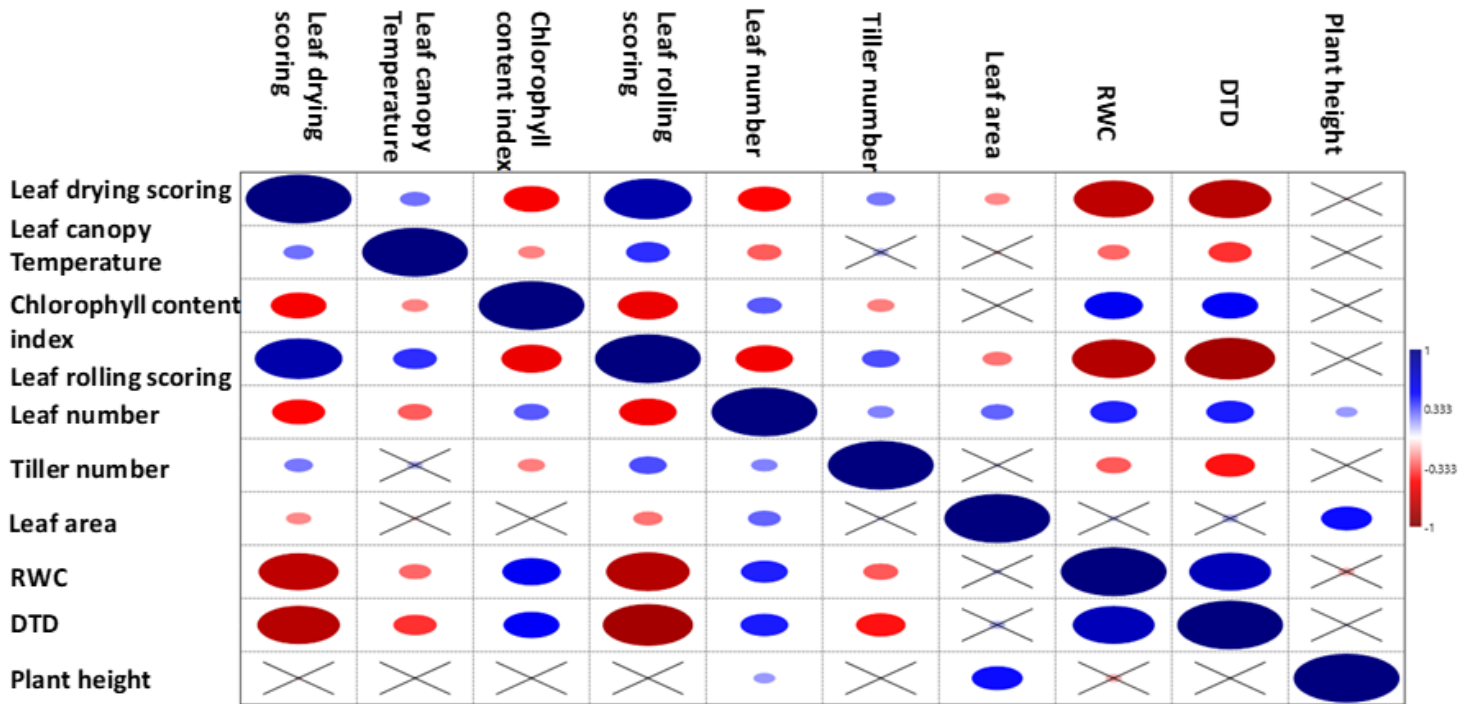 Leaf drying
scoring
Leaf canopy
Temperature
Chlorophyll
content index
Leaf rolling
scoring
Leaf number
Tiller number
Leaf area
RWC
DTD
Plant height
Leaf drying scoring
Leaf canopy
Temperature
Chlorophyll content
index
Leaf rolling scoring
Leaf number
Tiller number
Leaf area
RWC
DTD
Plant height
1
0.333
-0.333
-1